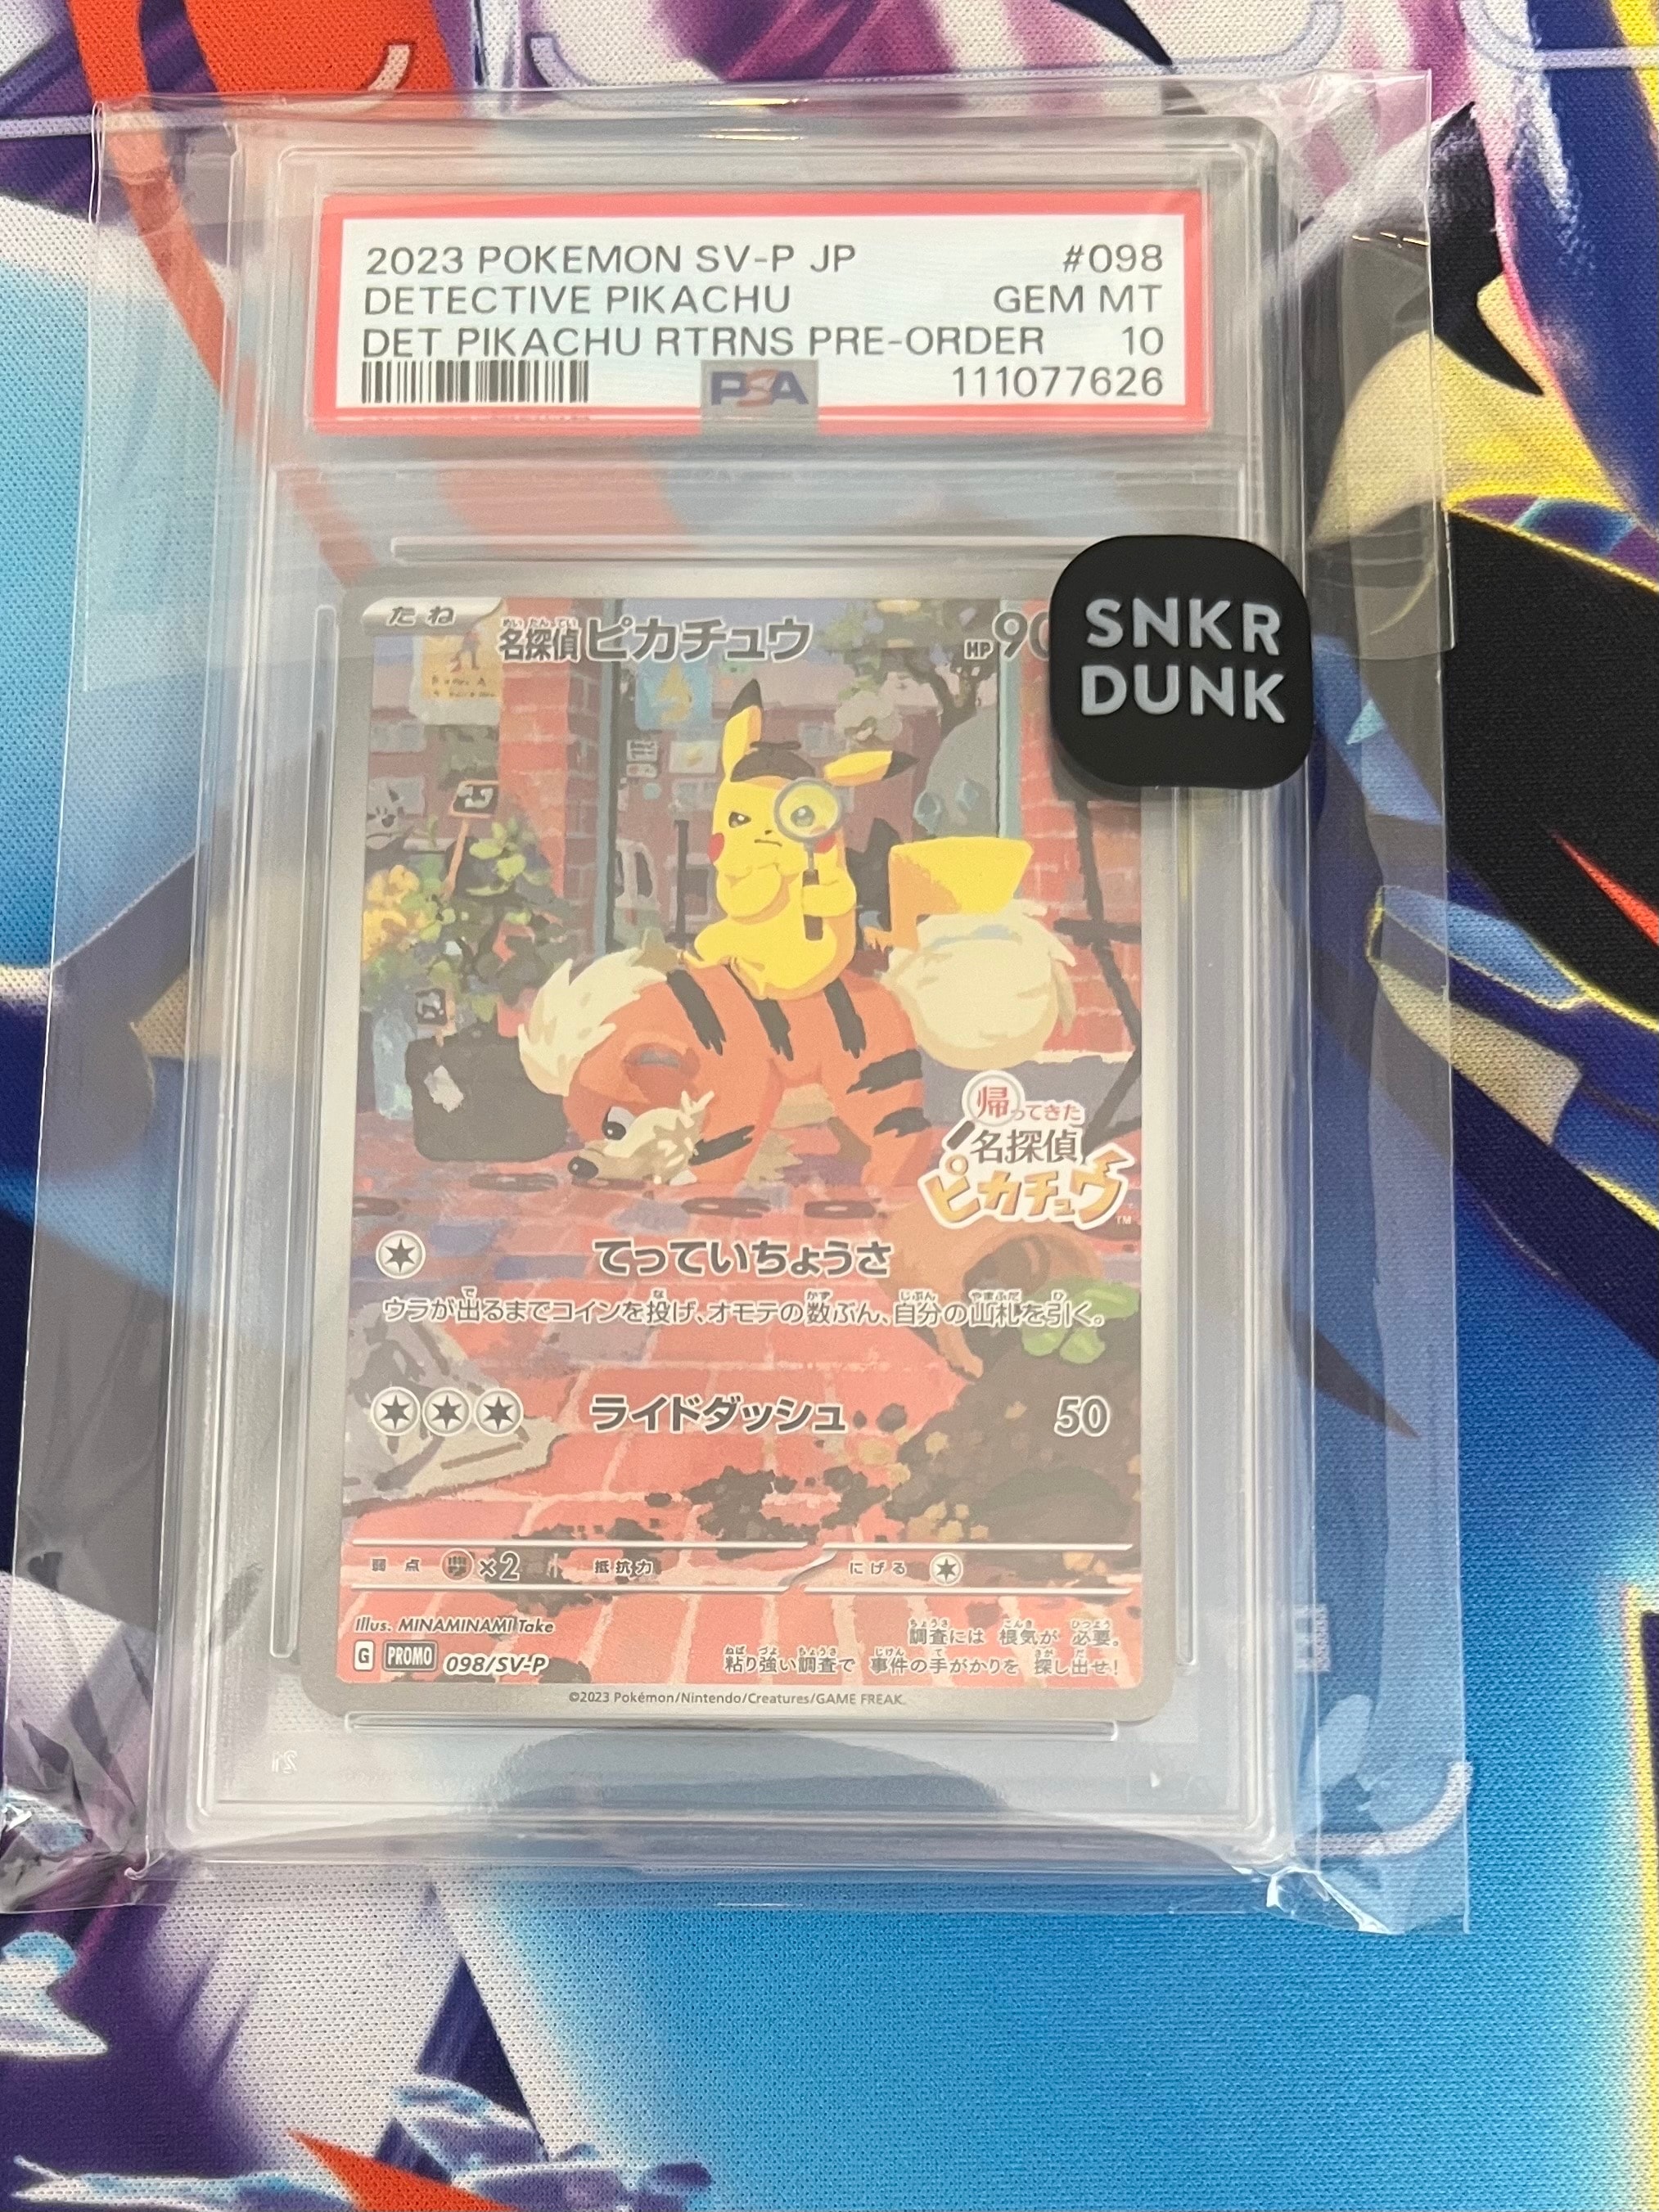 2023 POKEMON SV-P JP #098
DETECTIVE PIKACHU GEM MT
DET PIKACHU RTRNS PRE-ORDER 10
PSA 111077626
SNKR
DUNK
たね 名探偵ピカチュウ HP 90
帰ってきた
名探偵
ピカチュウ™
てっていちょうさ
ウラが出るまでコインを投げ、オモテの数ぶん、自分の山札を引く。
ライドダッシュ 50
弱点 ×2 抵抗力 にげる
Illus. MINAMINAMI Take
調査には 根気が 必要。
G PROMO 098/SV-P 粘り強い調査で 事件の手がかりを 探し出せ!
©2023 Pokémon/Nintendo/Creatures/GAME FREAK.